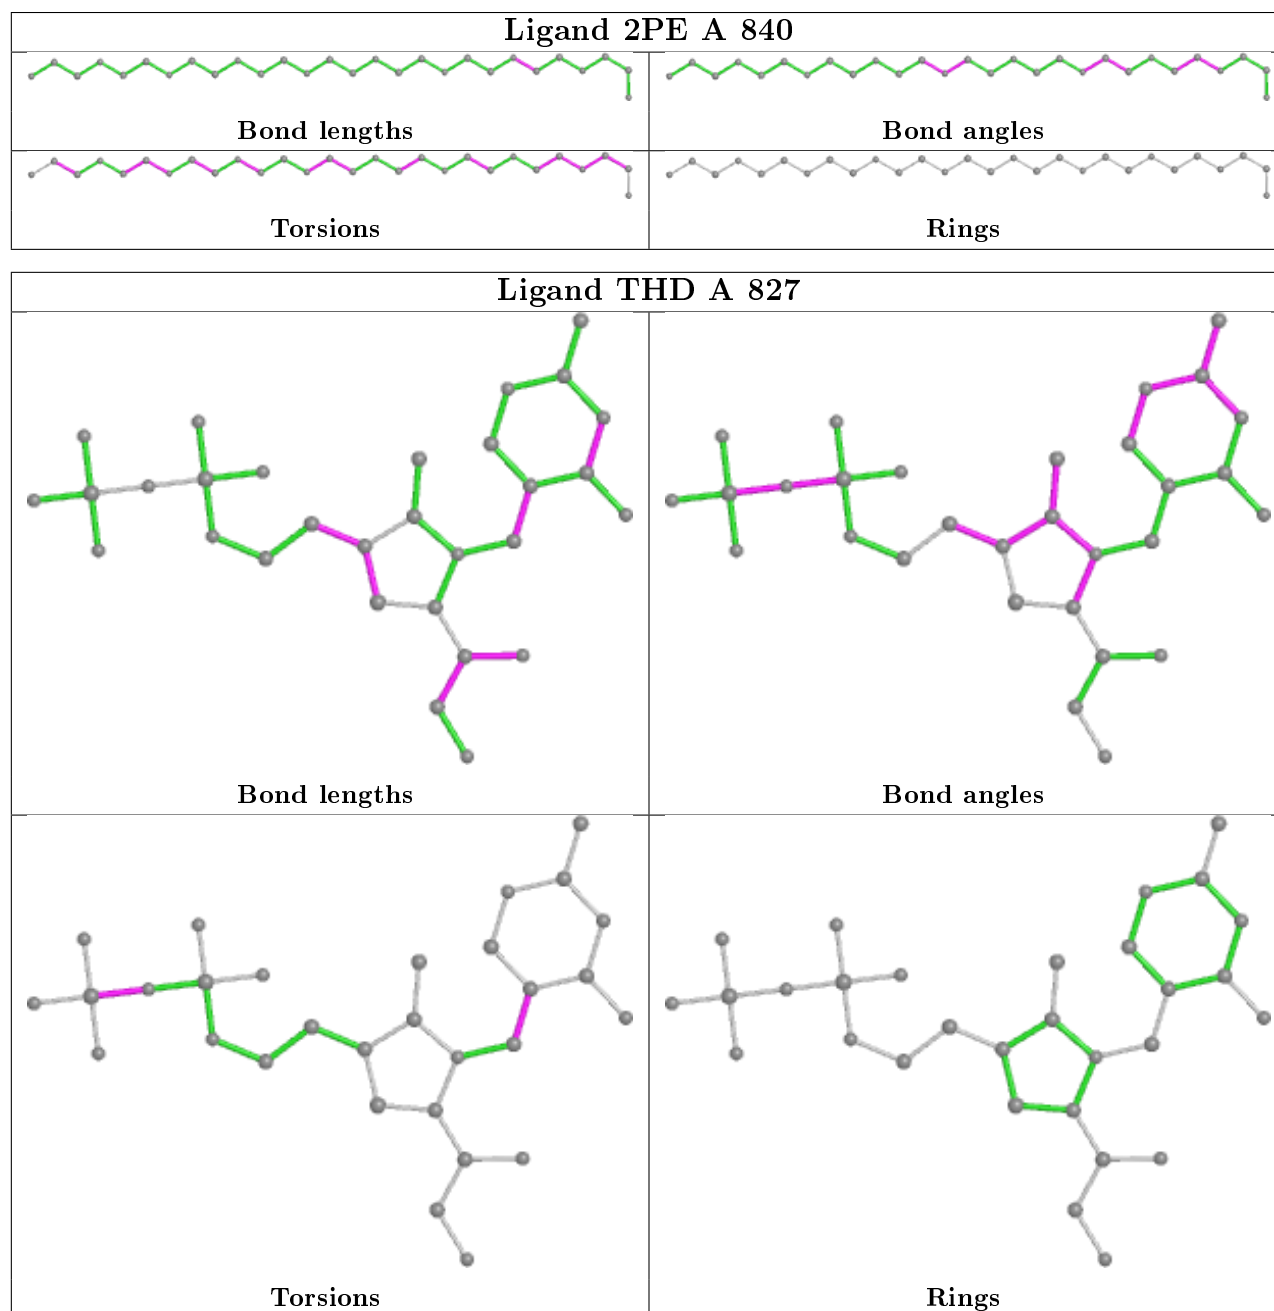 Ligand 2PE A 840
Bond lengths
Bond angles
Torsions
Rings
Ligand THD A 827
Bond lengths
Bond angles
Torsions
Rings